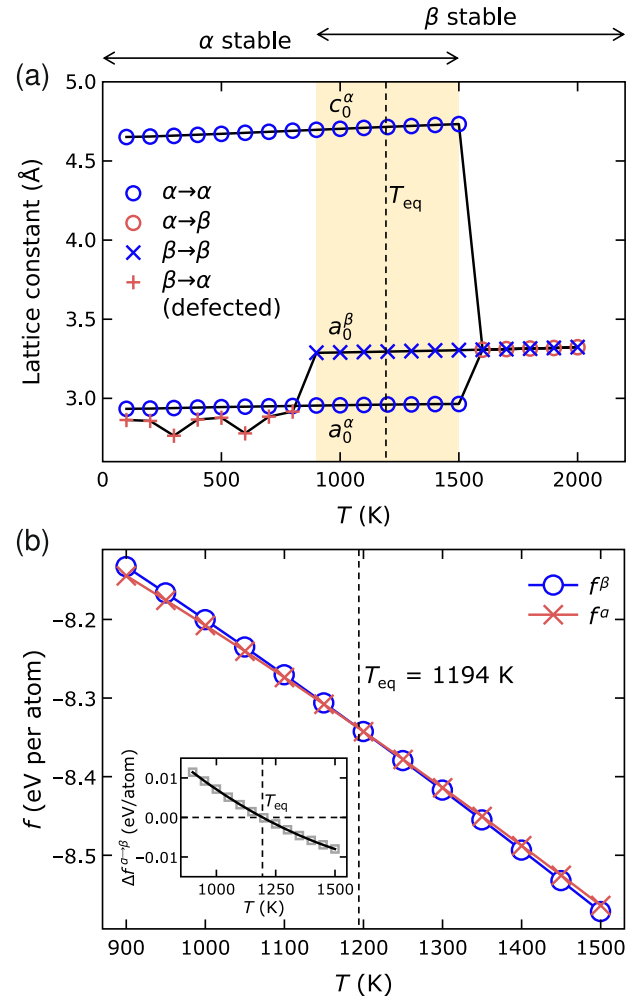 β stable
α stable
(a)
5.0
4.5
4.0
3.5
3.0
Lattice constant (Å)
c₀^α
α→α
α→β
β→β
β→α
(defected)
T_eq
a₀^β
a₀^α
0 500 1000 1500 2000
T (K)
(b)
−8.2
−8.3
−8.4
−8.5
f (eV per atom)
f^β
f^α
T_eq = 1194 K
0.01
0.00
−0.01
Δf^α→β (eV/atom)
T_eq
1000 1250 1500
T (K)
900 1000 1100 1200 1300 1400 1500
T (K)